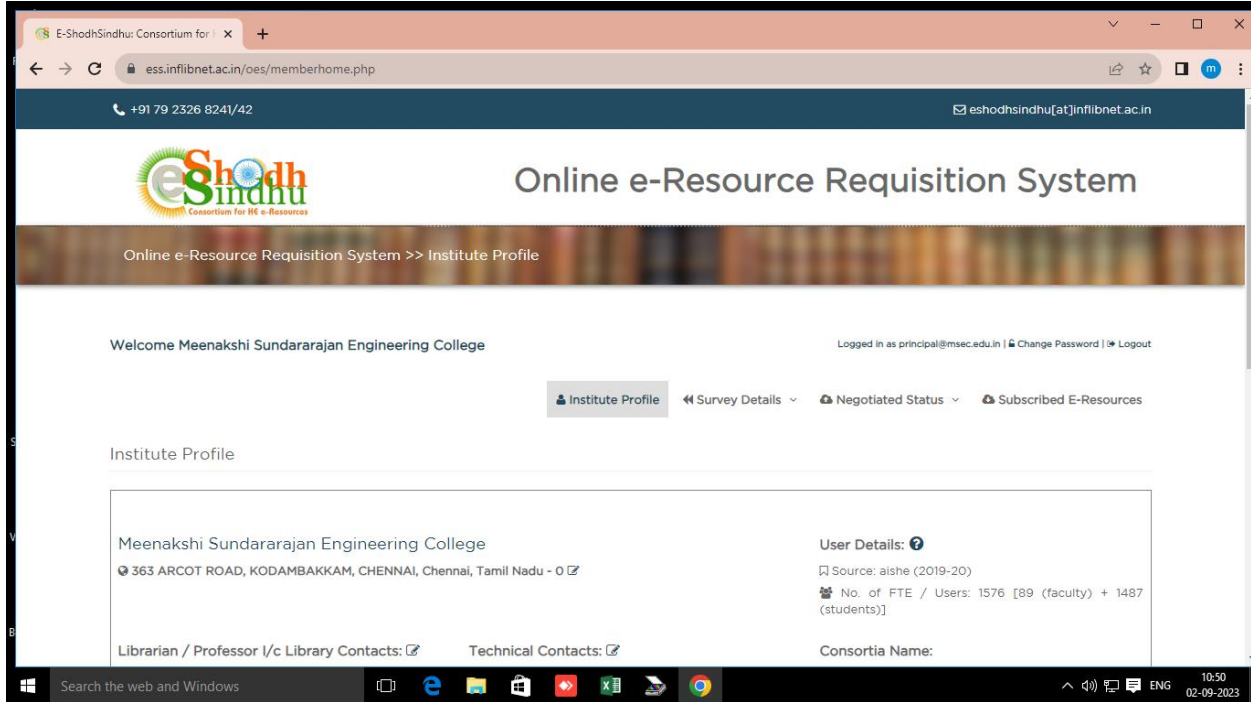 E-ShodhSindhu: Consortium for H
ess.inflibnet.ac.in/oes/memberhome.php
m
+91 79 2326 8241/42
eshodhsindhu[at]inflibnet.ac.in
e Shodh
Sindhu
Consortium for HE e-Resources
Online e-Resource Requisition System
Online e-Resource Requisition System >> Institute Profile
Welcome Meenakshi Sundararajan Engineering College
Logged in as principal@msec.edu.in | Change Password | Logout
Institute Profile Survey Details Negotiated Status Subscribed E-Resources
Institute Profile
Meenakshi Sundararajan Engineering College
363 ARCOT ROAD, KODAMBAKKAM, CHENNAI, Chennai, Tamil Nadu - 0
User Details:
Source: aishe (2019-20)
No. of FTE / Users: 1576 [89 (faculty) + 1487
(students)]
Librarian / Professor I/c Library Contacts:
Technical Contacts:
Consortia Name:
Search the web and Windows
ENG
10:50
02-09-2023